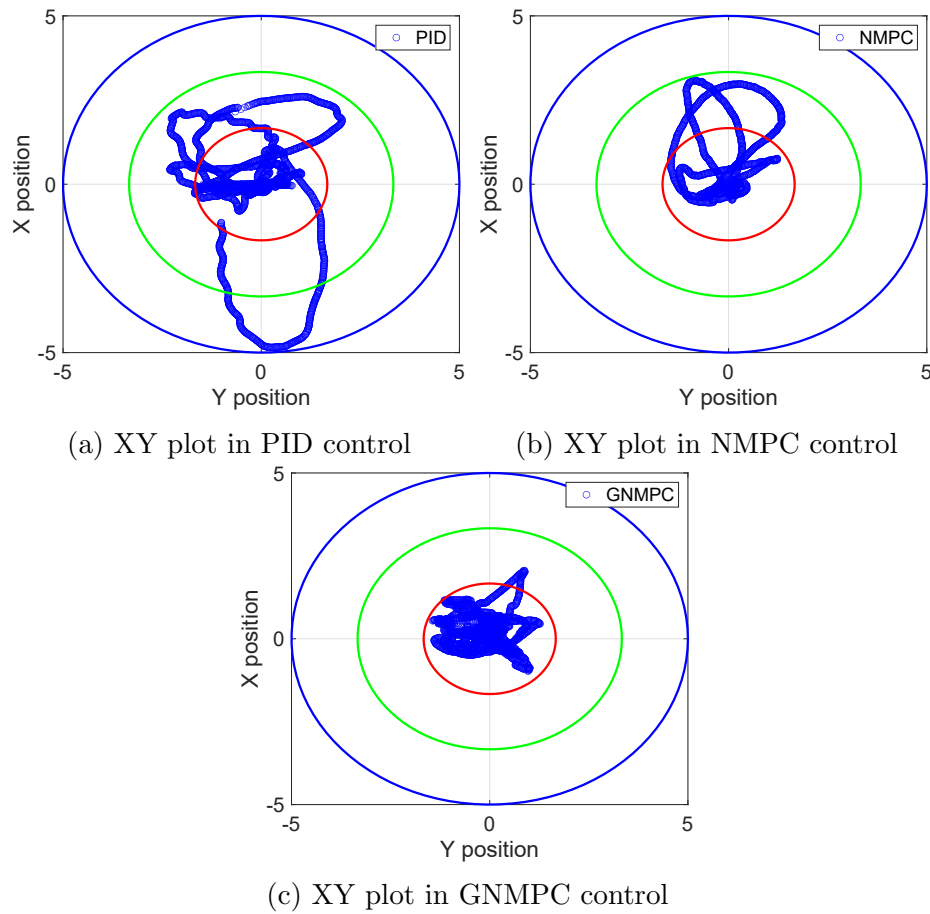 5
PID
X position
0
-5
-5
0
5
Y position
(a) XY plot in PID control
5
NMPC
X position
0
-5
-5
0
5
Y position
(b) XY plot in NMPC control
5
GNMPC
X position
0
-5
-5
0
5
Y position
(c) XY plot in GNMPC control